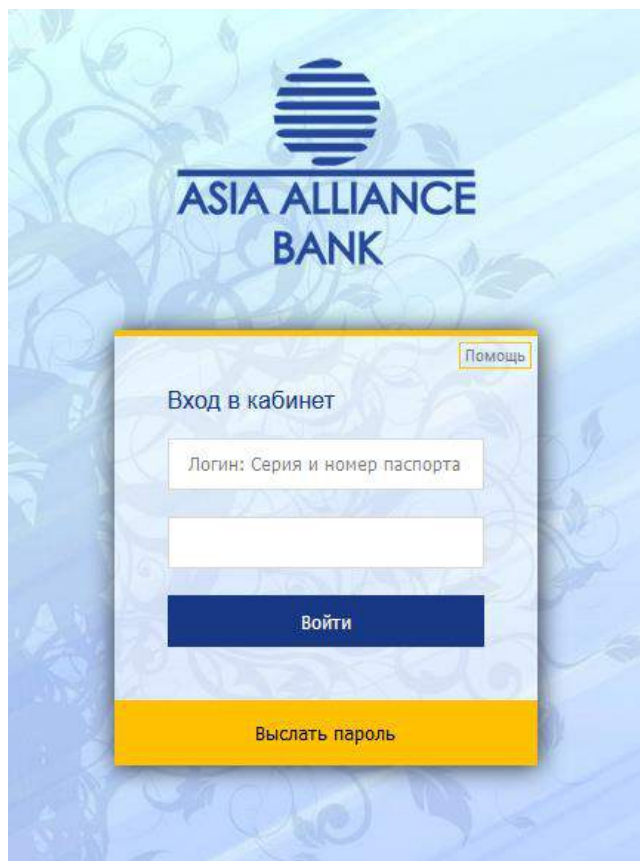 ASIA ALLIANCE
BANK
Помощь
Вход в кабинет
Логин: Серия и номер паспорта
Войти
Выслать пароль